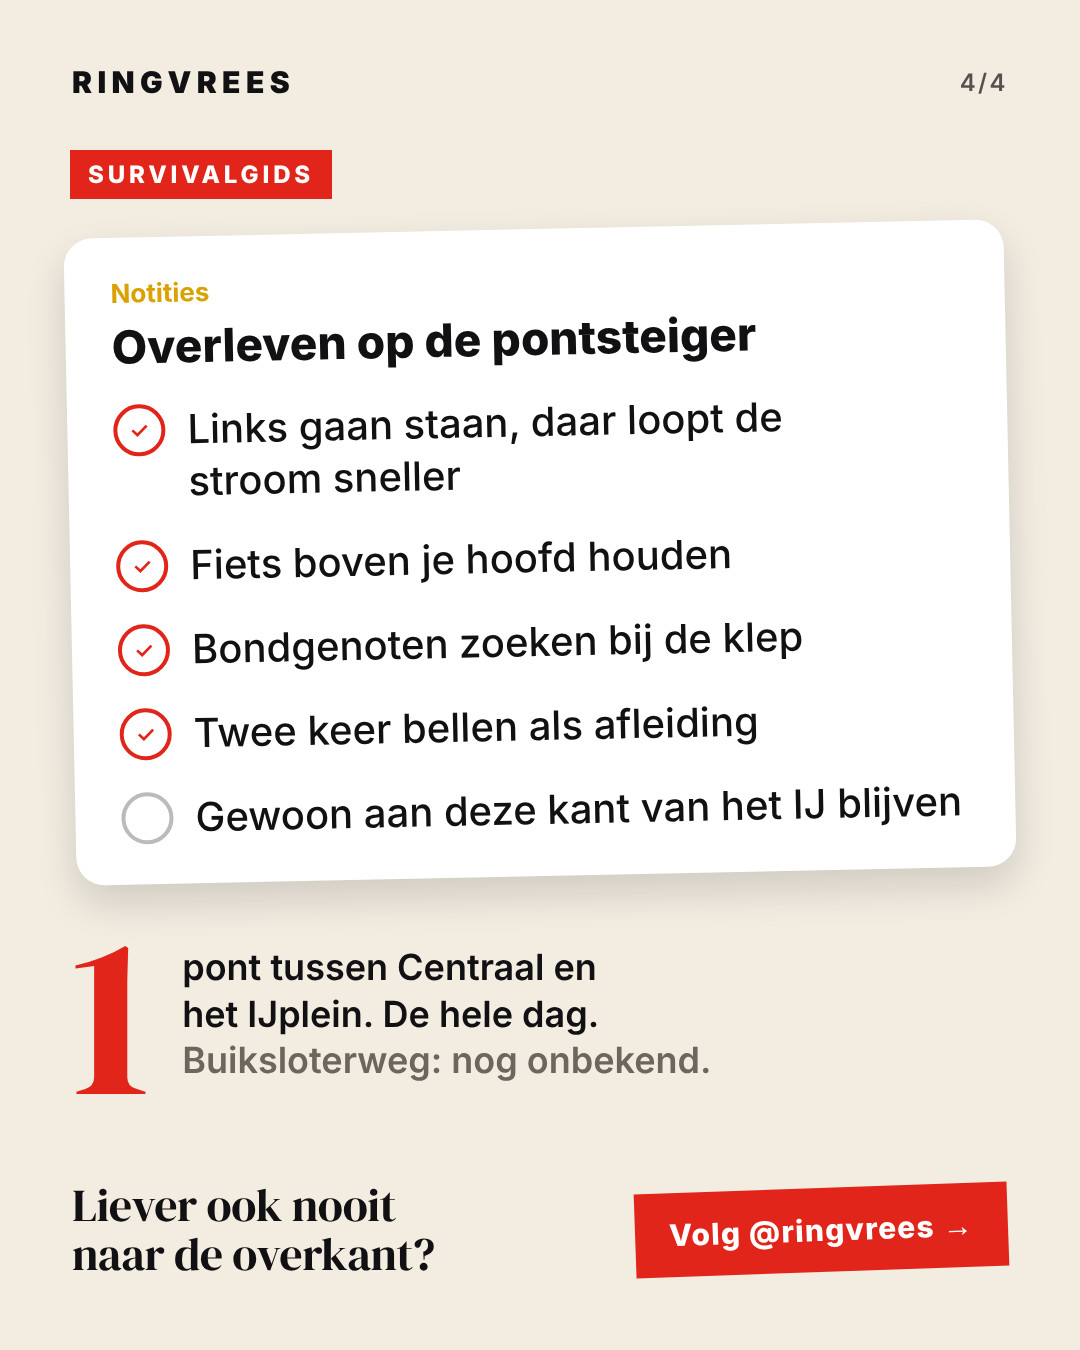 RINGVREES
4/4
SURVIVALGIDS
Notities
Overleven op de pontsteiger
Links gaan staan, daar loopt de
stroom sneller
Fiets boven je hoofd houden
Bondgenoten zoeken bij de klep
Twee keer bellen als afleiding
Gewoon aan deze kant van het IJ blijven
1
pont tussen Centraal en
het IJplein. De hele dag.
Buiksloterweg: nog onbekend.
Liever ook nooit
naar de overkant?
Volg @ringvrees →